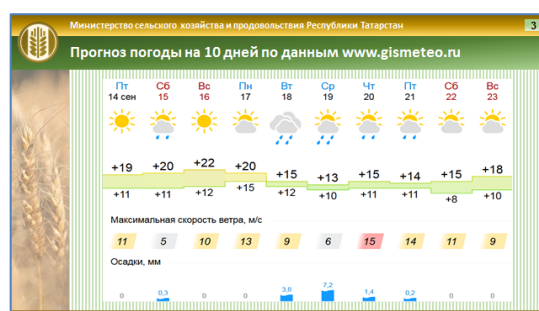 Министерство сельского хозяйства и продовольствия Республики Татарстан
3
Прогноз погоды на 10 дней по данным www.gismeteo.ru
Пт Сб Вс Пн Вт Ср Чт Пт Сб Вс
14 сен 15 16 17 18 19 20 21 22 23
+19 +20 +22 +20 +15 +13 +15 +14 +15 +18
+11 +11 +12 +15 +12 +10 +11 +11 +8 +10
Максимальная скорость ветра, м/с
11 5 10 13 9 6 15 14 11 9
Осадки, мм
0 0,3 0 0 3,8 7,2 1,4 0,2 0 0